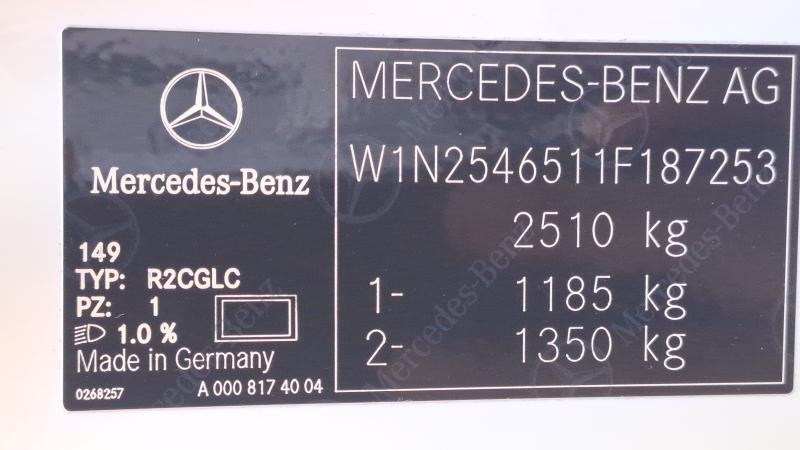 Mercedes-Benz
149
TYP: R2CGLC
PZ: 1
1.0 %
Made in Germany
0268257 A 000 817 40 04
MERCEDES-BENZ AG
W1N2546511F187253
2510 kg
1- 1185 kg
2- 1350 kg